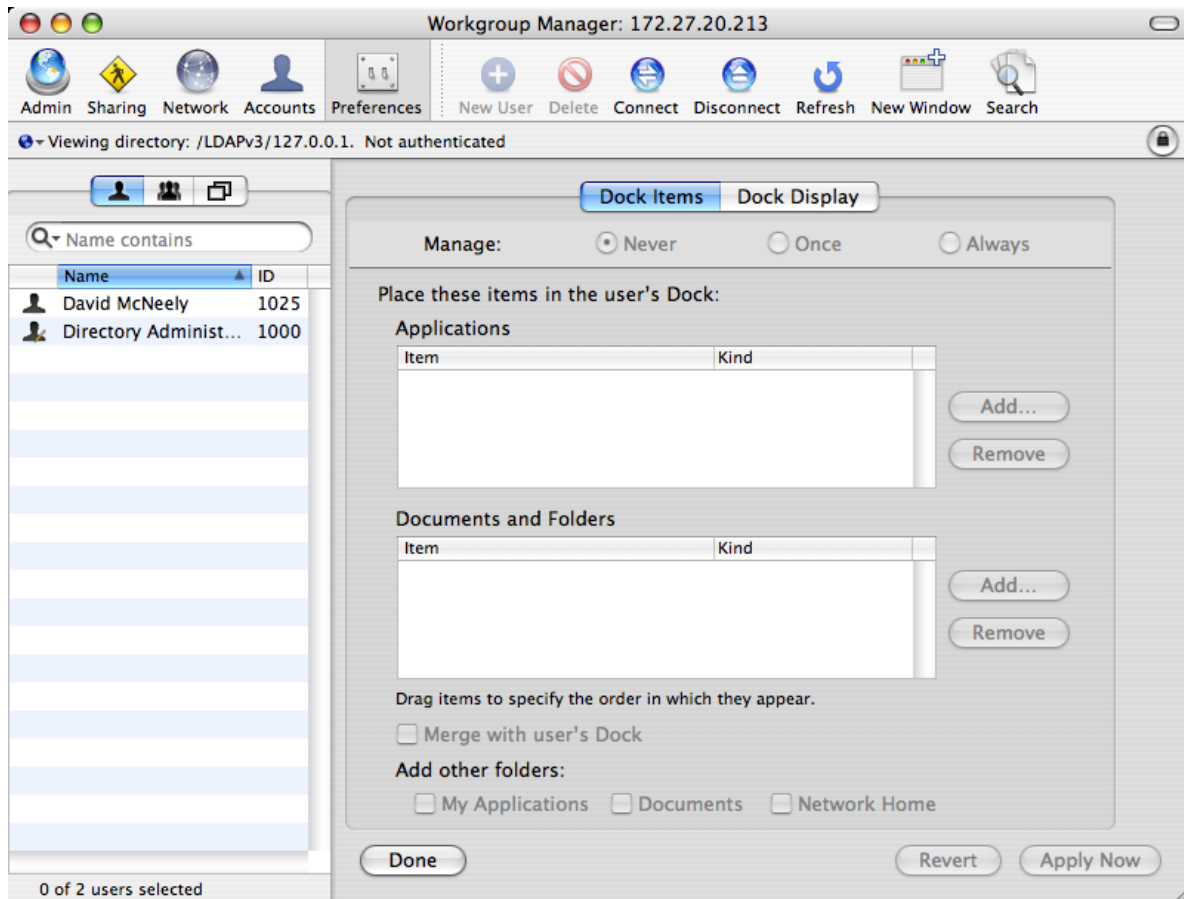 Workgroup Manager: 172.27.20.213
Admin Sharing Network Accounts Preferences New User Delete Connect Disconnect Refresh New Window Search
Viewing directory: /LDAPv3/127.0.0.1. Not authenticated
Name contains
Name ID
David McNeely 1025
Directory Administ... 1000
0 of 2 users selected
Dock Items Dock Display
Manage: Never Once Always
Place these items in the user's Dock:
Applications
Item Kind
Add...
Remove
Documents and Folders
Item Kind
Add...
Remove
Drag items to specify the order in which they appear.
Merge with user's Dock
Add other folders:
My Applications Documents Network Home
Done Revert Apply Now